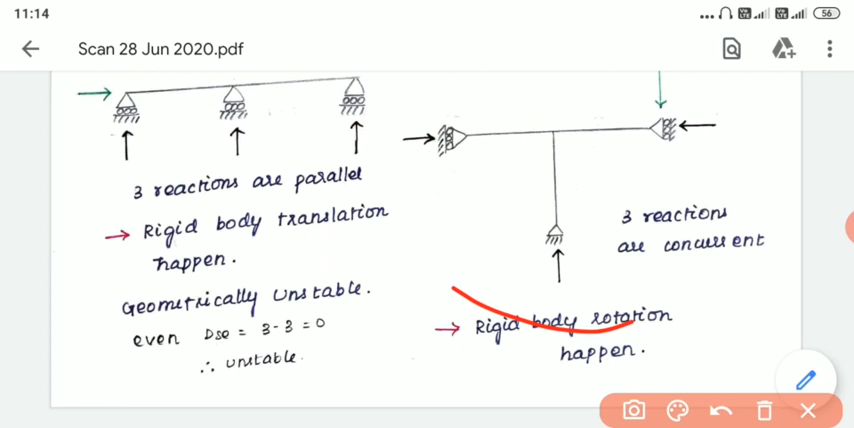 11:14
56
Scan 28 Jun 2020.pdf
3 reactions are parallel
→ Rigid body translation
happen.
Geometrically unstable.
even Dse = 3-3 = 0
∴ unstable.
3 reactions
are concurrent
→ Rigid body rotation
happen.